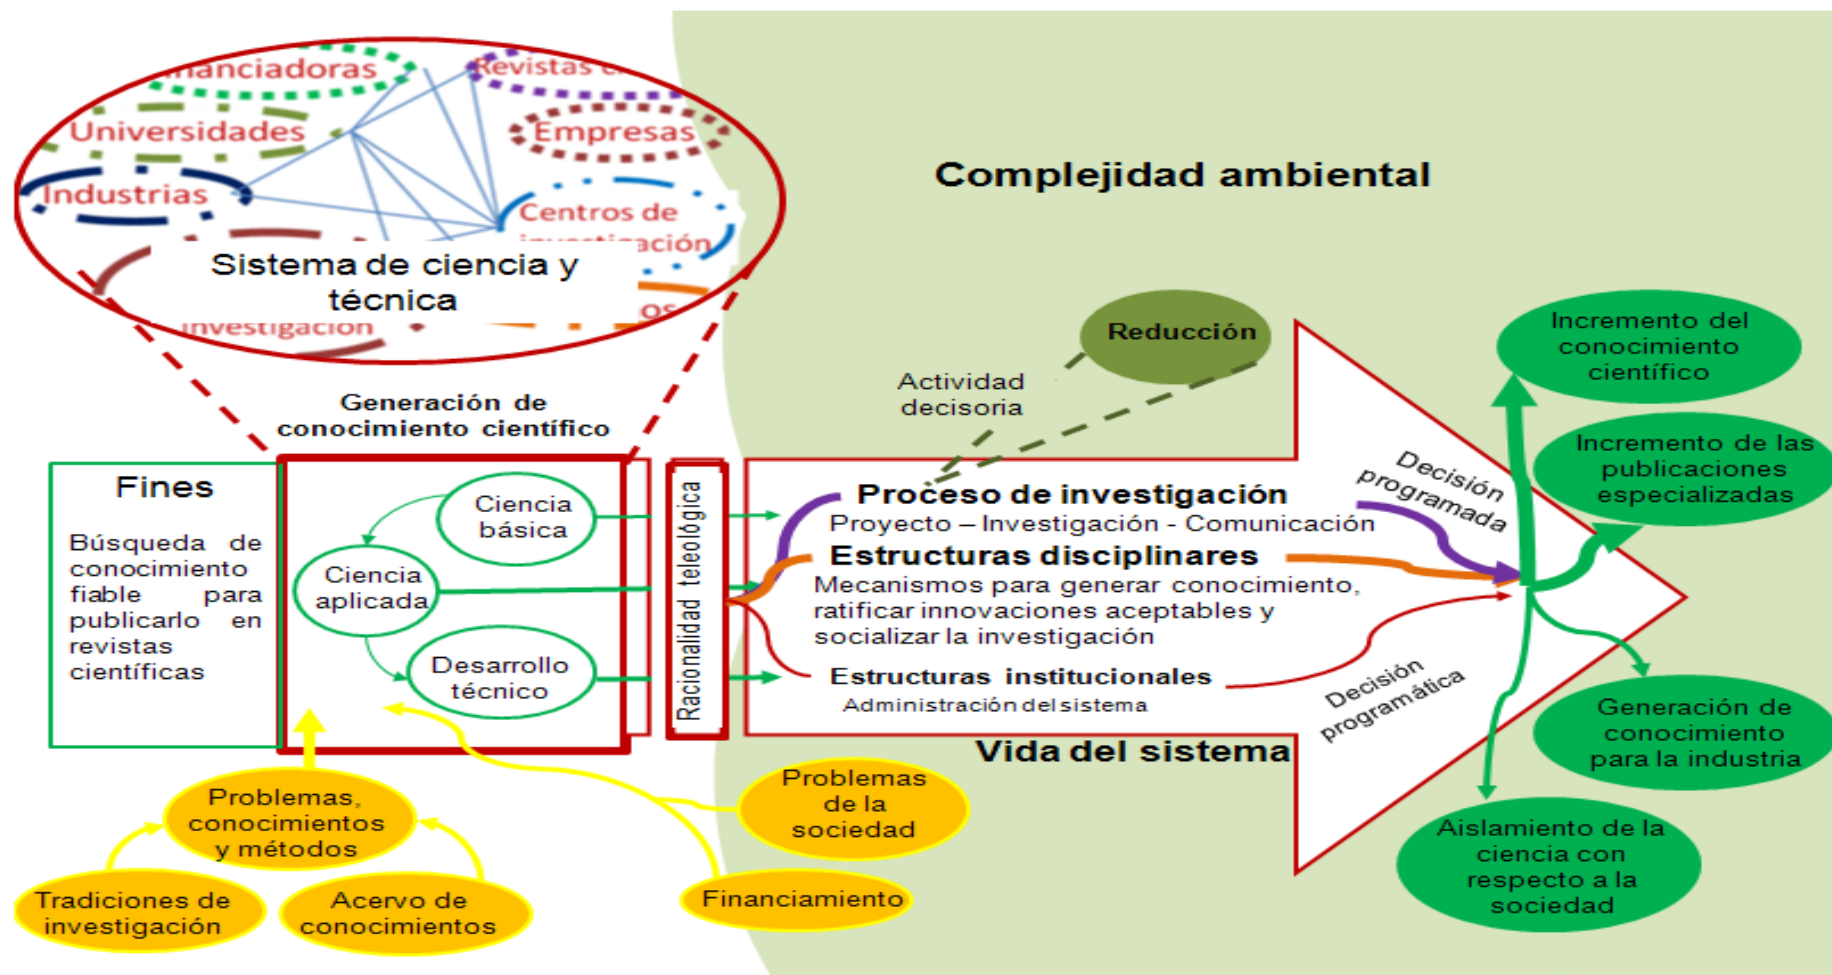 Revistas
Universidades
Empresas
Industrias
Centros de
Sistema de ciencia y
técnica
investigación
Complejidad ambiental
Reducción
Actividad
decisoria
Generación de
conocimiento científico
Fines
Búsqueda de
conocimiento
fiable para
publicarlo en
revistas
científicas
Ciencia
básica
Ciencia
aplicada
Desarrollo
técnico
Racionalidad teleológica
Proceso de investigación
Proyecto – Investigación - Comunicación
Estructuras disciplinares
Mecanismos para generar conocimiento,
ratificar innovaciones aceptables y
socializar la investigación
Estructuras institucionales
Administración del sistema
Decisión
programada
Decisión
programática
Vida del sistema
Incremento del
conocimiento
científico
Incremento de las
publicaciones
especializadas
Generación de
conocimiento
para la industria
Aislamiento de la
ciencia con
respecto a la
sociedad
Problemas,
conocimientos
y métodos
Tradiciones de
investigación
Acervo de
conocimientos
Problemas
de la
sociedad
Financiamiento